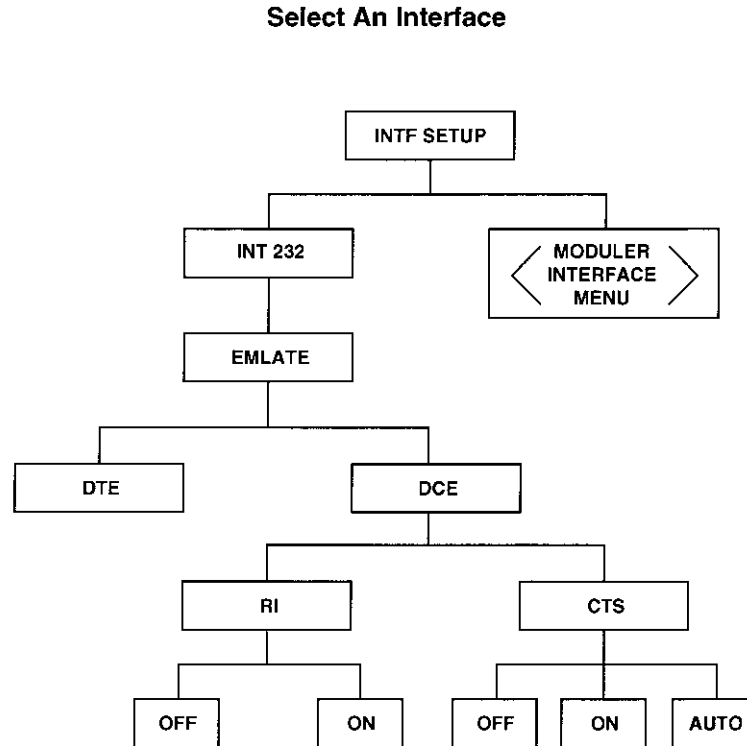 Select An Interface
INTF SETUP
INT 232
MODULER
INTERFACE
MENU
EMLATE
DTE
DCE
RI
CTS
OFF
ON
OFF
ON
AUTO